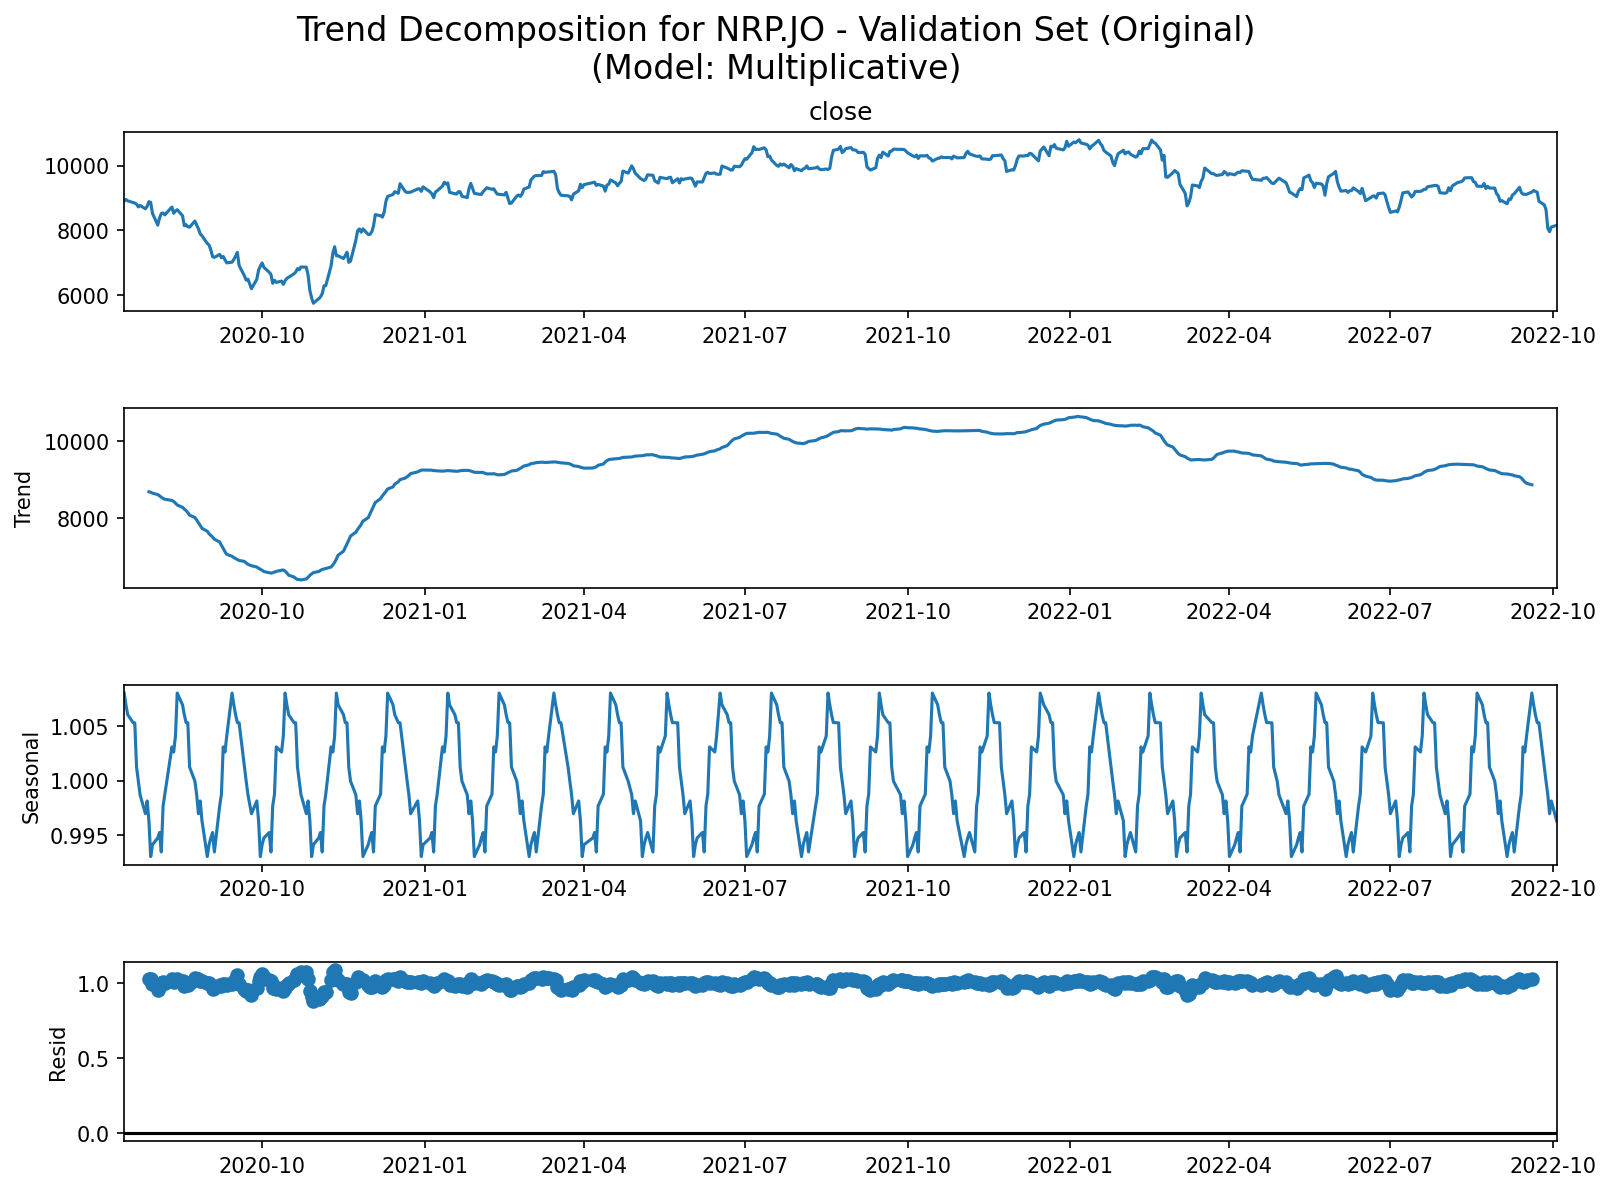 Trend Decomposition for NRP.JO - Validation Set (Original)
(Model: Multiplicative)
close
10000
8000
6000
2020-10 2021-01 2021-04 2021-07 2021-10 2022-01 2022-04 2022-07 2022-10
Trend
10000
8000
2020-10 2021-01 2021-04 2021-07 2021-10 2022-01 2022-04 2022-07 2022-10
Seasonal
1.005
1.000
0.995
2020-10 2021-01 2021-04 2021-07 2021-10 2022-01 2022-04 2022-07 2022-10
Resid
1.0
0.5
0.0
2020-10 2021-01 2021-04 2021-07 2021-10 2022-01 2022-04 2022-07 2022-10